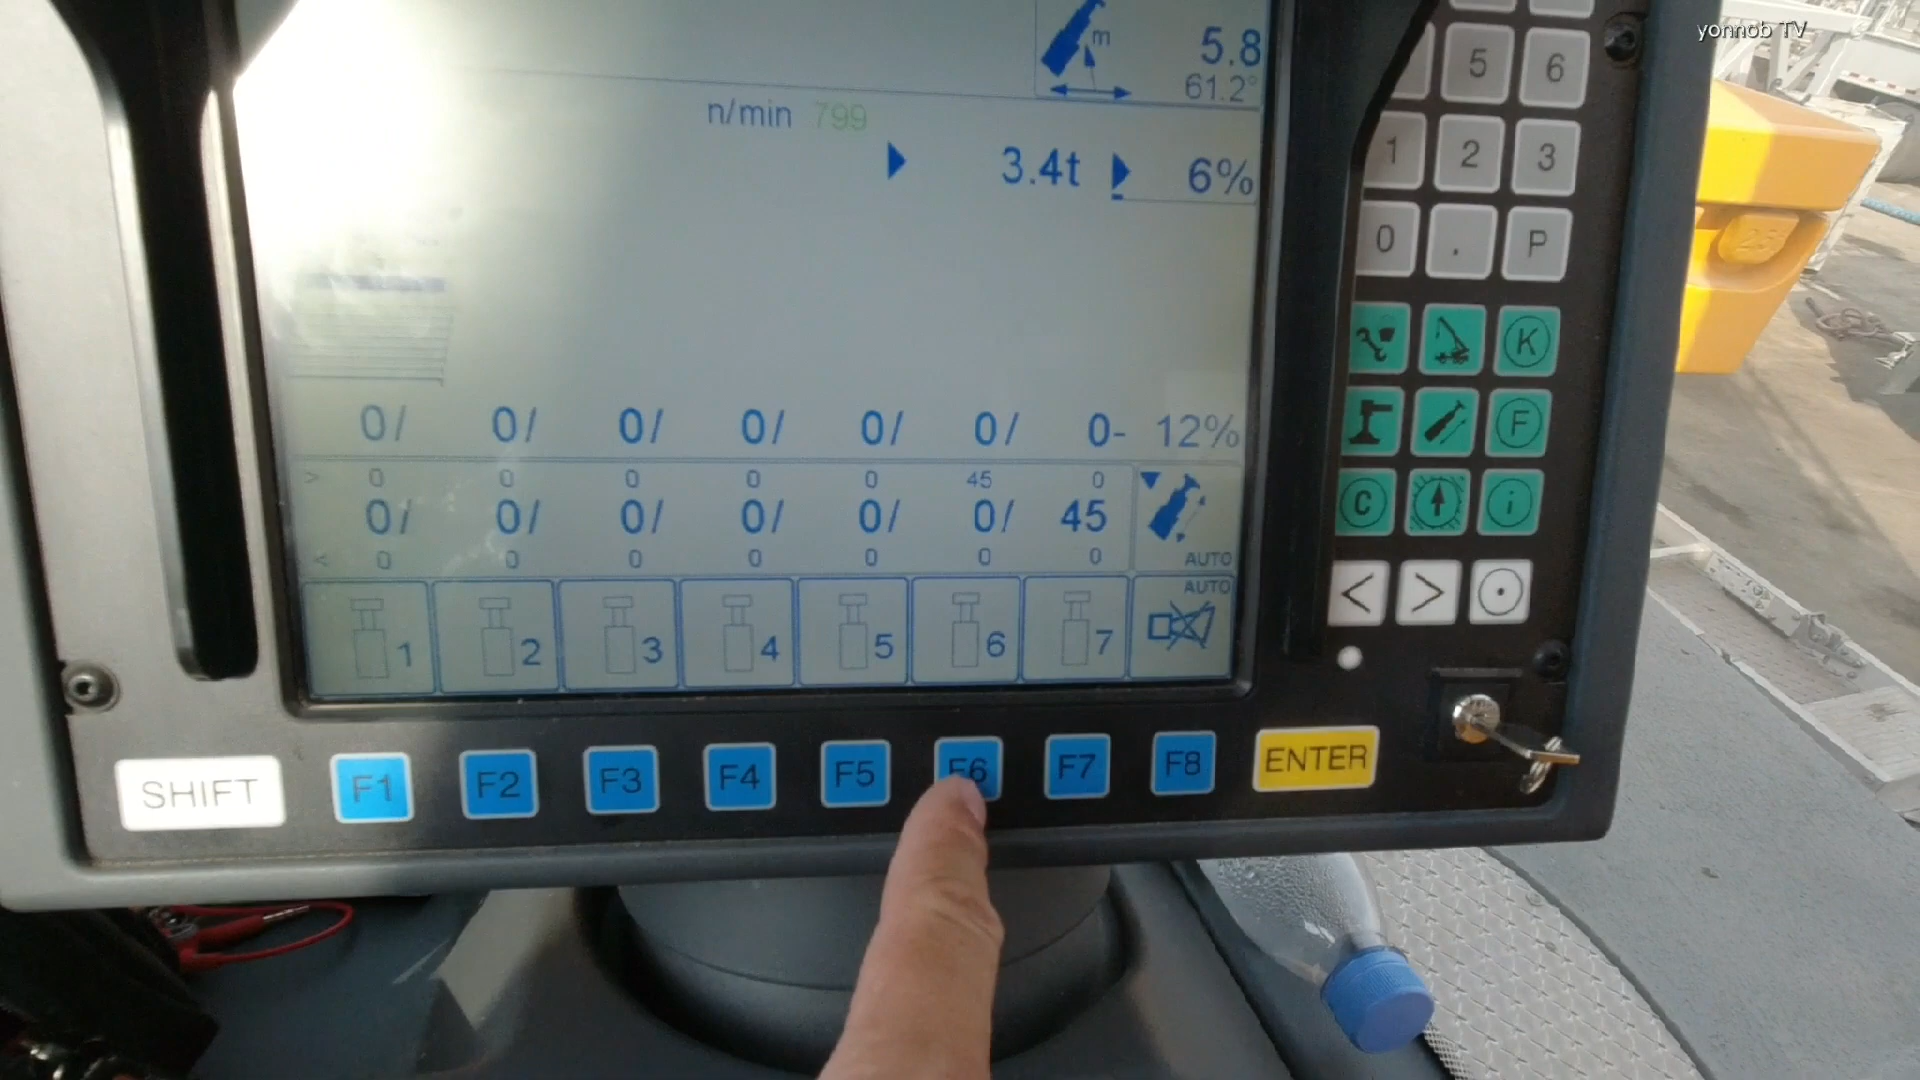 yonnob TV
m 5.8
61.2°
n/min 799
3.4t 6%
0/ 0/ 0/ 0/ 0/ 0/ 0- 12%
> 0 0 0 0 0 45 0
0/ 0/ 0/ 0/ 0/ 0/ 45
< 0 0 0 0 0 0 0 AUTO
AUTO
1 2 3 4 5 6 7
SHIFT F1 F2 F3 F4 F5 F6 F7 F8 ENTER
5 6
1 2 3
0 . P
K
F
C i
< >
25